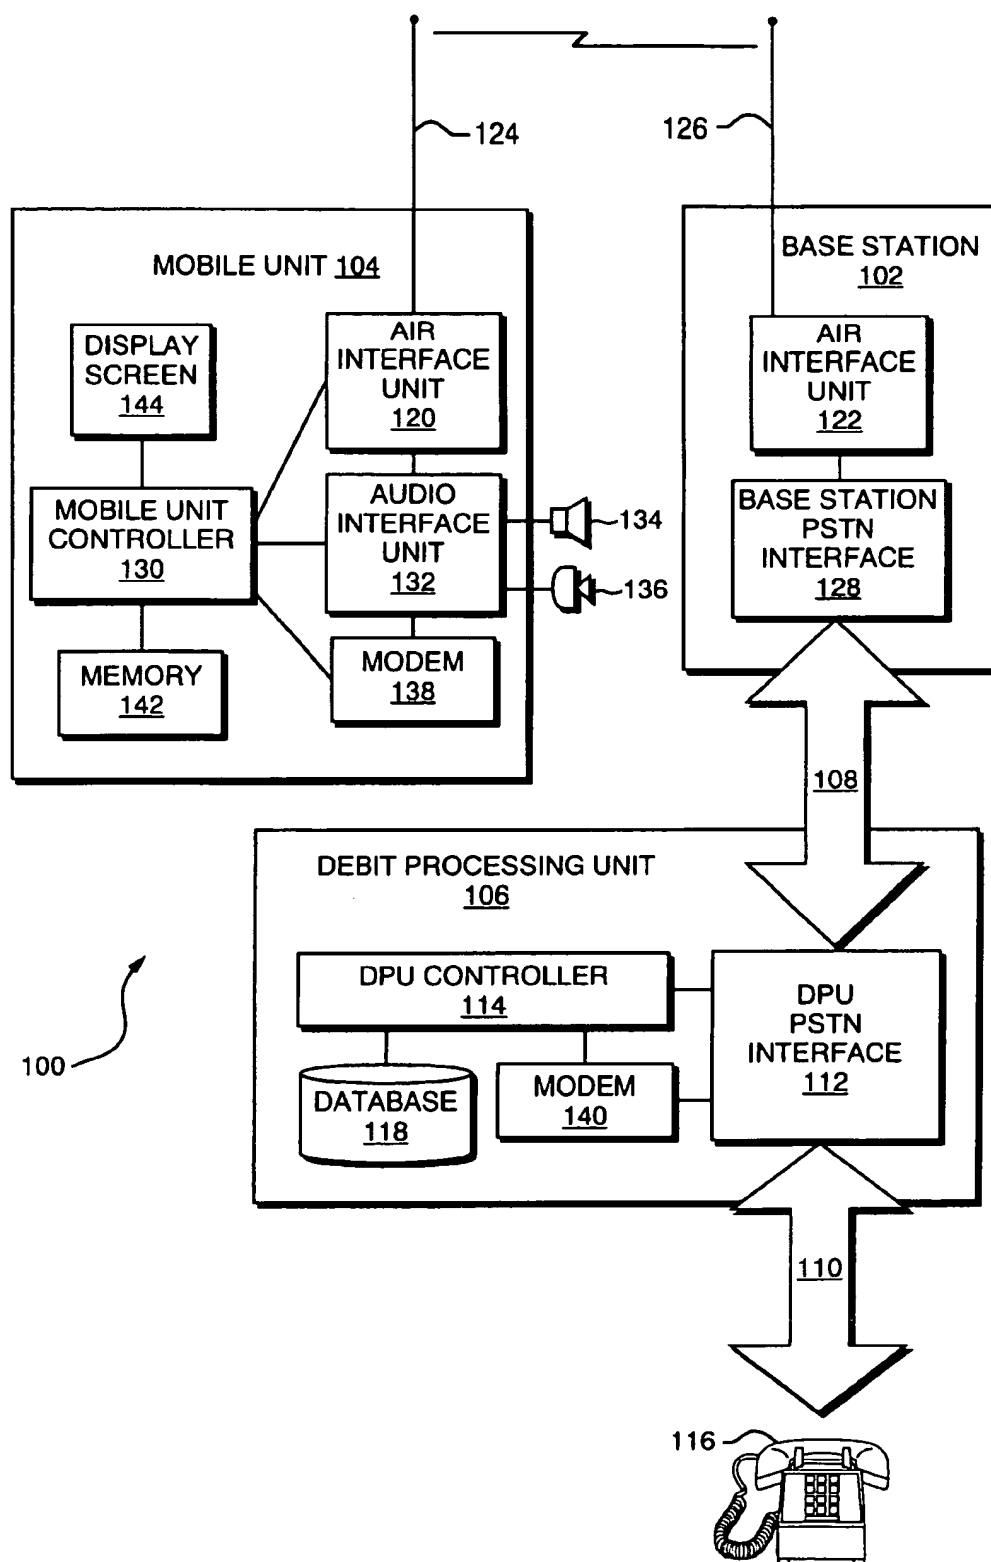 124
126
MOBILE UNIT 104
DISPLAY
SCREEN
144
AIR
INTERFACE
UNIT
120
MOBILE UNIT
CONTROLLER
130
AUDIO
INTERFACE
UNIT
132
134
136
MEMORY
142
MODEM
138
BASE STATION
102
AIR
INTERFACE
UNIT
122
BASE STATION
PSTN
INTERFACE
128
108
DEBIT PROCESSING UNIT
106
DPU CONTROLLER
114
DATABASE
118
MODEM
140
DPU
PSTN
INTERFACE
112
100
110
116